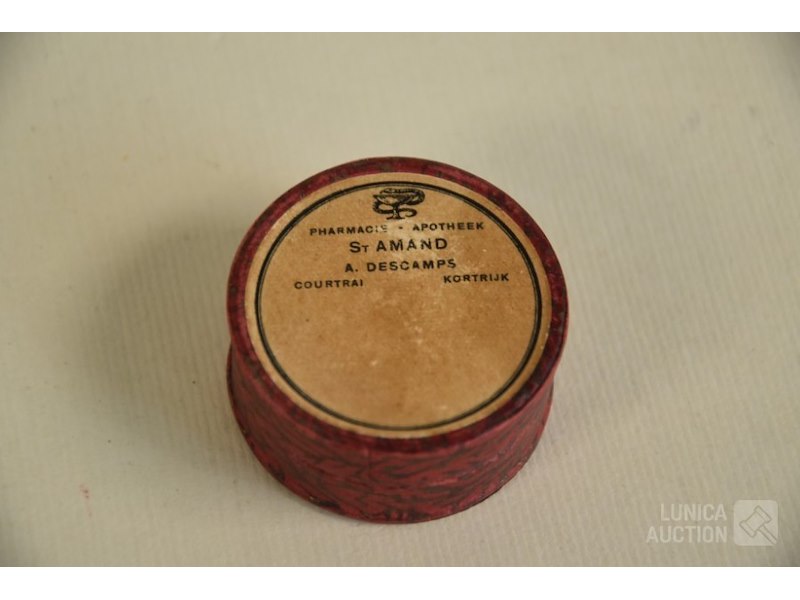 PHARMACIE - APOTHEEK
ST AMAND
A. DESCAMPS
COURTRAI KORTRIJK
LUNICA
AUCTION